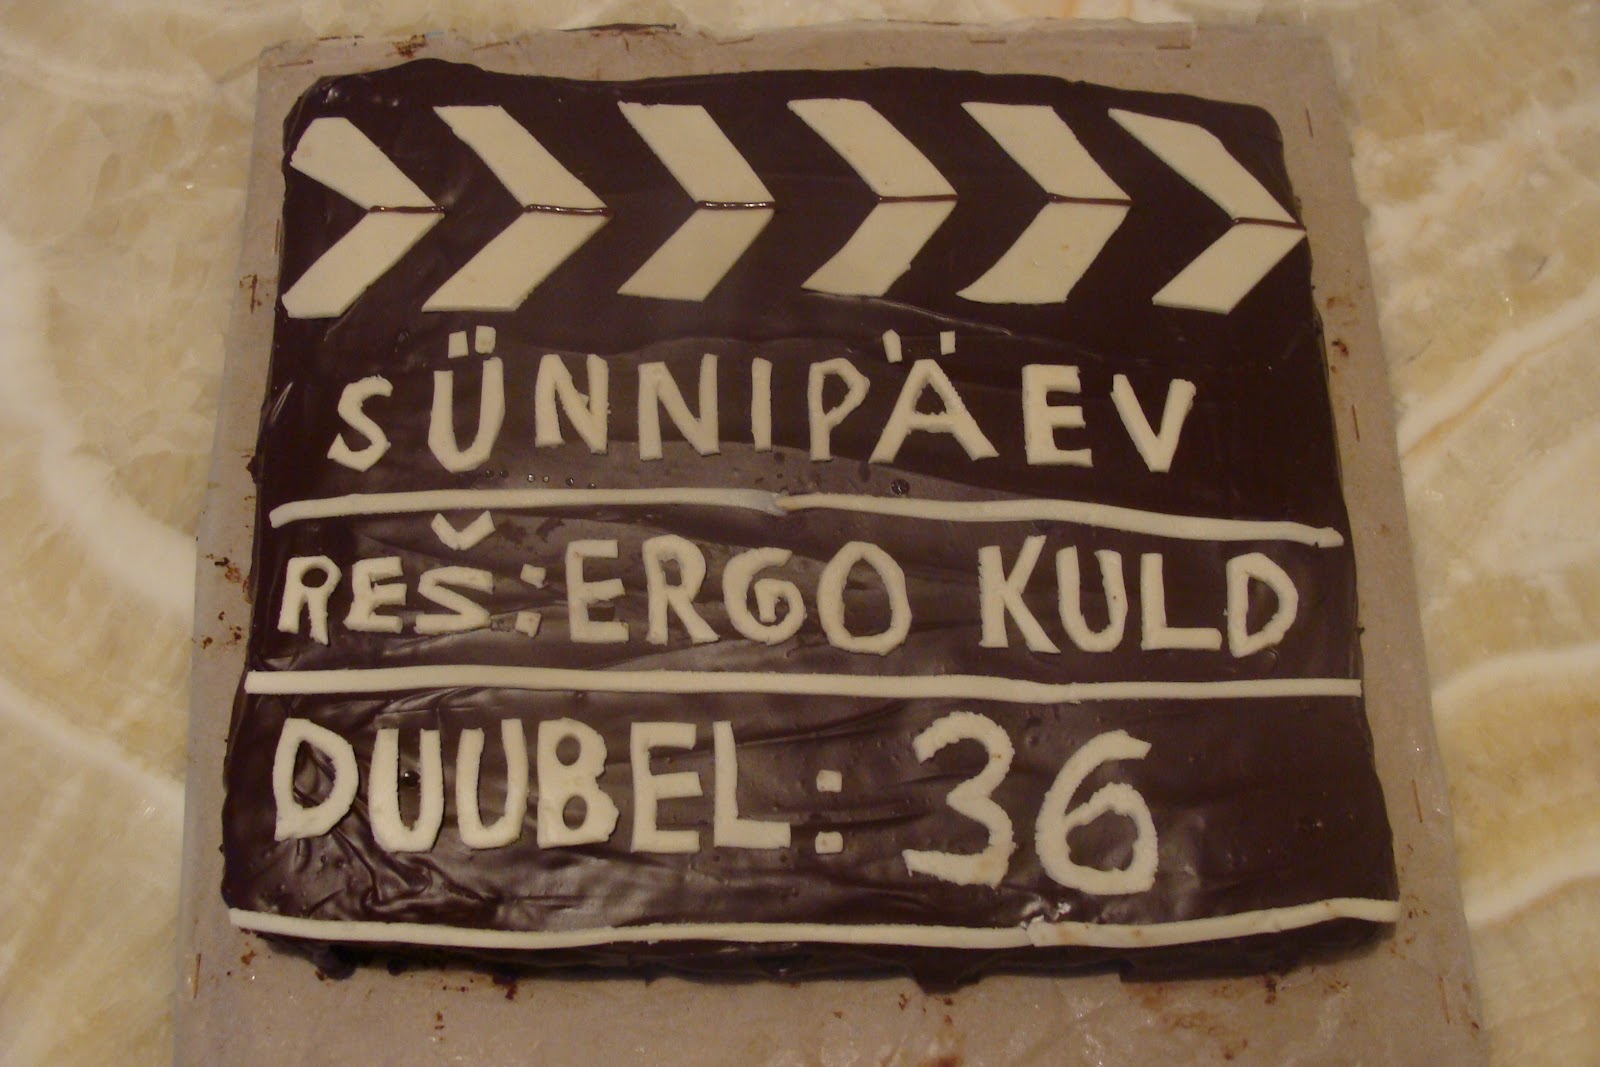 SÜNNIPÄEV
REŠ: ERGO KULD
DUUBEL: 36